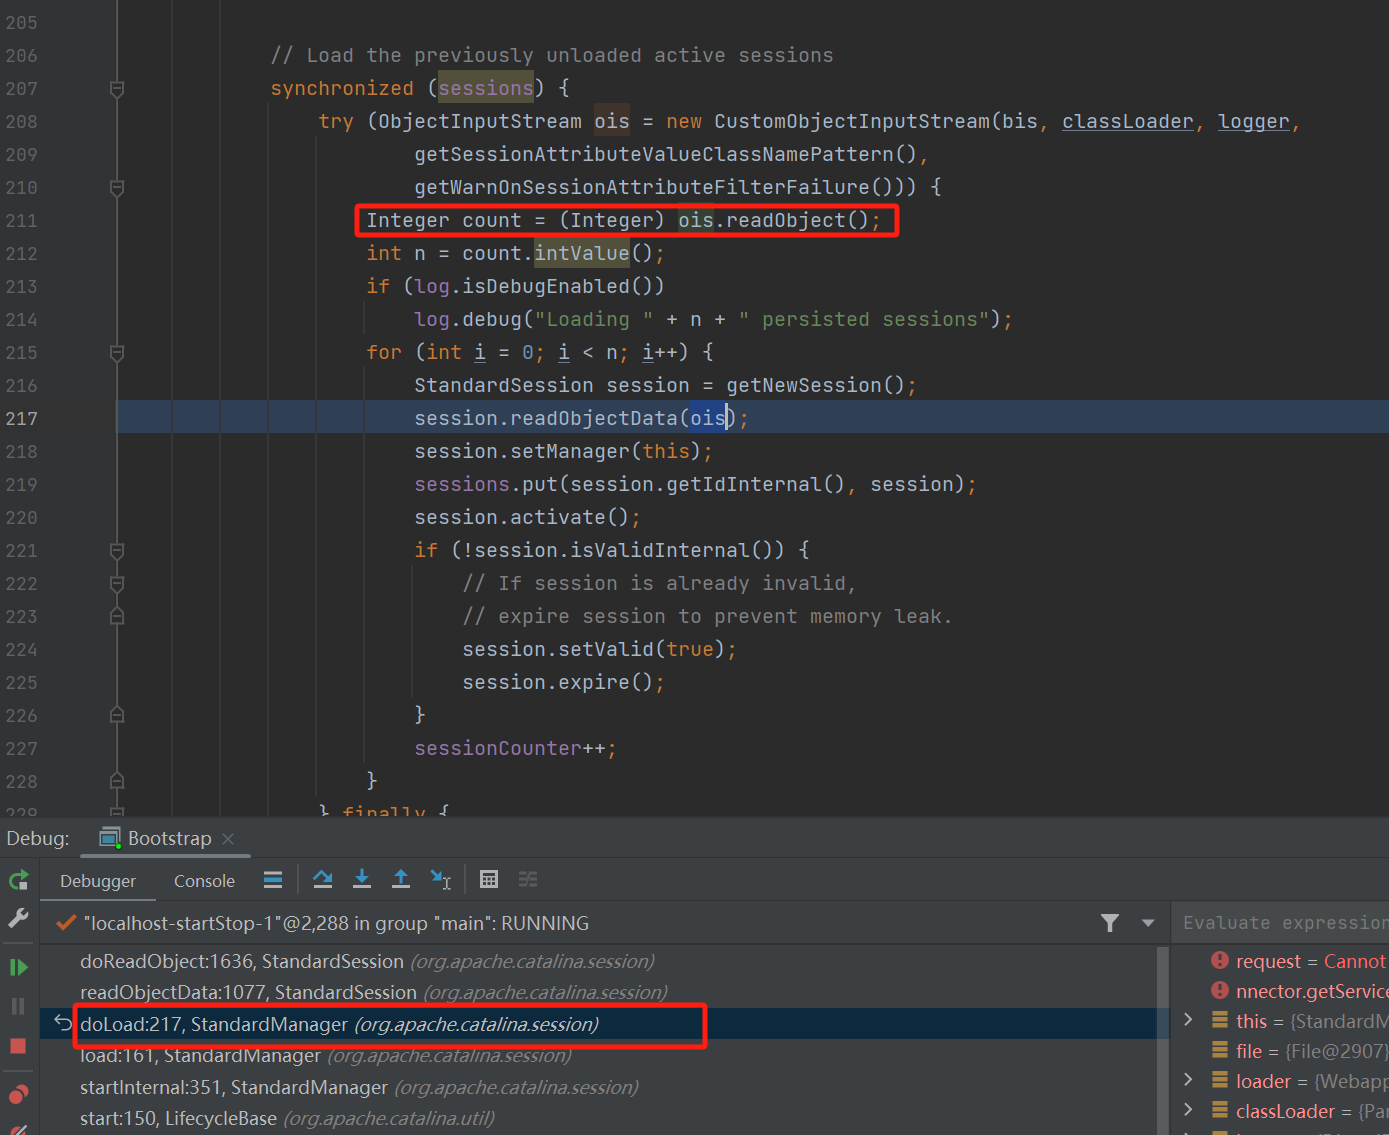 205
206 // Load the previously unloaded active sessions
207 synchronized (sessions) {
208 try (ObjectInputStream ois = new CustomObjectInputStream(bis, classLoader, logger,
209 getSessionAttributeValueClassNamePattern(),
210 getWarnOnSessionAttributeFilterFailure())) {
211 Integer count = (Integer) ois.readObject();
212 int n = count.intValue();
213 if (log.isDebugEnabled())
214 log.debug("Loading " + n + " persisted sessions");
215 for (int i = 0; i < n; i++) {
216 StandardSession session = getNewSession();
217 session.readObjectData(ois);
218 session.setManager(this);
219 sessions.put(session.getIdInternal(), session);
220 session.activate();
221 if (!session.isValidInternal()) {
222 // If session is already invalid,
223 // expire session to prevent memory leak.
224 session.setValid(true);
225 session.expire();
226 }
227 sessionCounter++;
228 }
229 } finally {
Debug: Bootstrap
Debugger Console
"localhost-startStop-1"@2,288 in group "main": RUNNING
Evaluate expression
doReadObject:1636, StandardSession (org.apache.catalina.session)
readObjectData:1077, StandardSession (org.apache.catalina.session)
doLoad:217, StandardManager (org.apache.catalina.session)
load:161, StandardManager (org.apache.catalina.session)
startInternal:351, StandardManager (org.apache.catalina.session)
start:150, LifecycleBase (org.apache.catalina.util)
request = Cannot
nnector.getService
this = {StandardM
file = {File@2907}
loader = {Webapp
classLoader = {Par